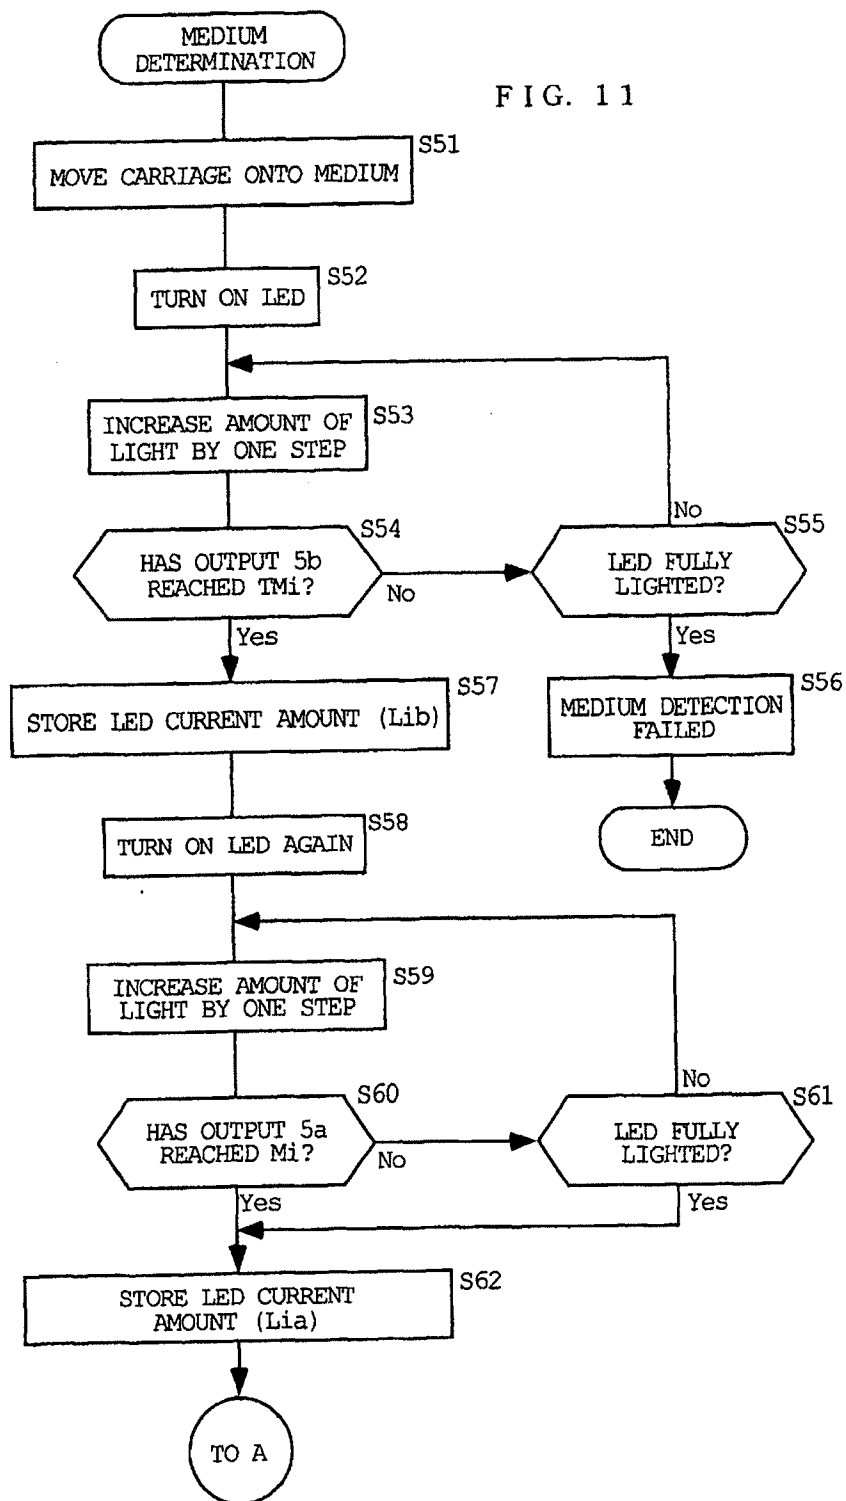 MEDIUM
DETERMINATION
FIG. 11
S51
MOVE CARRIAGE ONTO MEDIUM
S52
TURN ON LED
S53
INCREASE AMOUNT OF
LIGHT BY ONE STEP
S54
HAS OUTPUT 5b
REACHED TMi?
No
Yes
S55
LED FULLY
LIGHTED?
No
Yes
S56
MEDIUM DETECTION
FAILED
END
S57
STORE LED CURRENT AMOUNT (Lib)
S58
TURN ON LED AGAIN
S59
INCREASE AMOUNT OF
LIGHT BY ONE STEP
S60
HAS OUTPUT 5a
REACHED Mi?
No
Yes
S61
LED FULLY
LIGHTED?
No
Yes
S62
STORE LED CURRENT
AMOUNT (Lia)
TO A